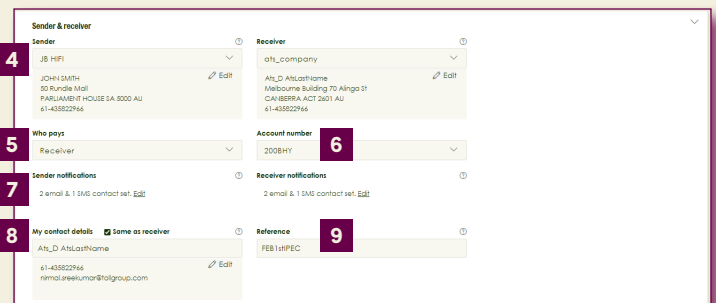 Sender & receiver
Sender
Receiver
4
JB HIFI
ats_company
JOHN SMITH
Edit
50 Rundle Mall
PARLIAMENT HOUSE SA 5000 AU
61-435822966
Ats_D AtsLastName
Edit
Melbourne Building 70 Alinga St
CANBERRA ACT 2601 AU
61-435822966
5
Who pays
Receiver
Account number
6
200BHY
7
Sender notifications
2 email & 1 SMS contact set. Edit
Receiver notifications
2 email & 1 SMS contact set. Edit
8
My contact details
Same as receiver
Ats_D AtsLastName
61-435822966
Edit
nirmal.sreekumar@tollgroup.com
Reference
9
FEB1stIPEC